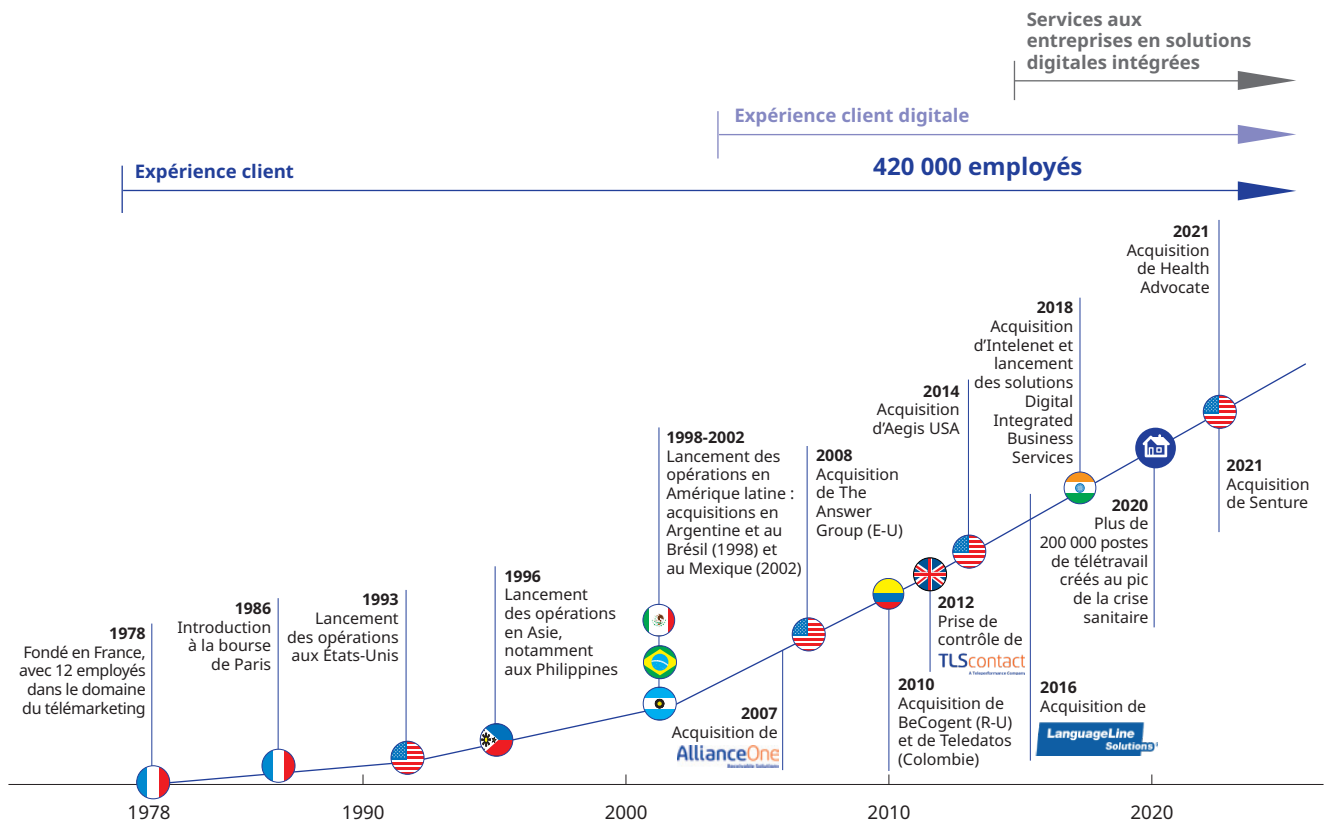 Services aux
entreprises en solutions
digitales intégrées
Expérience client digitale
Expérience client
420 000 employés
1978
Fondé en France,
avec 12 employés
dans le domaine
du télémarketing
1986
Introduction
à la bourse
de Paris
1993
Lancement
des opérations
aux États-Unis
1996
Lancement
des opérations
en Asie,
notamment
aux Philippines
1998-2002
Lancement des
opérations en
Amérique latine :
acquisitions en
Argentine et au
Brésil (1998) et
au Mexique (2002)
2007
Acquisition de
AllianceOne
Receivable Solutions
2008
Acquisition
de The
Answer
Group (E-U)
2010
Acquisition de
BeCogent (R-U)
et de Teledatos
(Colombie)
2012
Prise de
contrôle de
TLScontact
A Teleperformance Company
2014
Acquisition
d'Aegis USA
2016
Acquisition de
LanguageLine
Solutions
2018
Acquisition
d'Intelenet et
lancement
des solutions
Digital
Integrated
Business
Services
2020
Plus de
200 000 postes
de télétravail
créés au pic
de la crise
sanitaire
2021
Acquisition
de Health
Advocate
2021
Acquisition
de Senture
1978
1990
2000
2010
2020